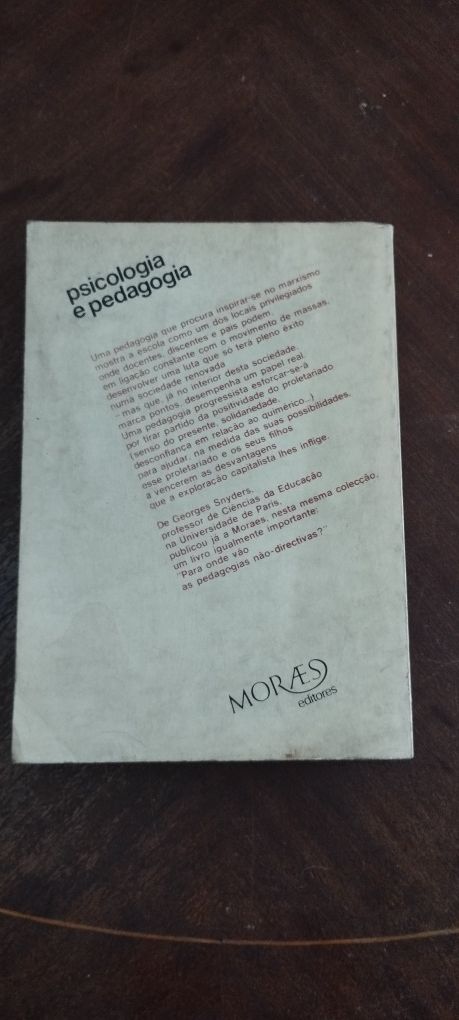 psicologia
e pedagogia
Uma pedagogia que procura inspirar-se no marxismo
mostra a escola como um dos locais privilegiados
onde docentes, discentes e pais podem,
em ligação constante com o movimento de massas,
desenvolver uma luta que só terá pleno êxito
numa sociedade renovada
... mas que, já no interior desta sociedade,
marca pontos, desempenha um papel real.
Uma pedagogia progressista esforçar-se-á
por tirar partido da positividade do proletariado
(senso do presente, solidariedade,
desconfiança em relação ao quimérico...)
para ajudar, na medida das suas possibilidades,
esse proletariado e os seus filhos
a vencerem as desvantagens
que a exploração capitalista lhes inflige.
De Georges Snyders,
professor de Ciências da Educação
na Universidade de Paris,
publicou já a Moraes, nesta mesma colecção,
um livro igualmente importante:
"Para onde vão
as pedagogias não-directivas?"
MORÆS
editores